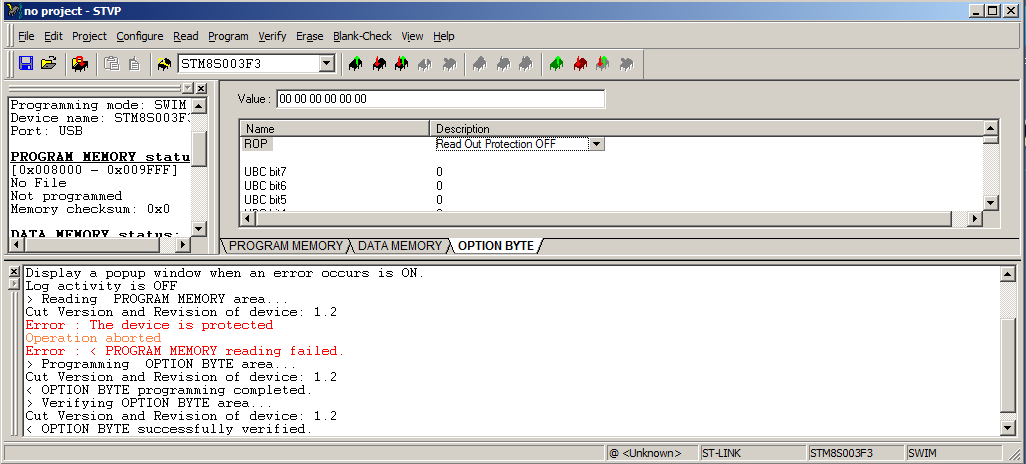 no project - STVP
File Edit Project Configure Read Program Verify Erase Blank-Check View Help
STM8S003F3
Programming mode: SWIM
Device name: STM8S003F
Port: USB
PROGRAM MEMORY statu
[0x008000 - 0x009FFF]
No File
Not programmed
Memory checksum: 0x0
DATA MEMORY status:
Value : 00 00 00 00 00 00
Name Description
ROP Read Out Protection OFF
UBC bit7 0
UBC bit6 0
UBC bit5 0
PROGRAM MEMORY DATA MEMORY OPTION BYTE
Display a popup window when an error occurs is ON.
Log activity is OFF
> Reading PROGRAM MEMORY area...
Cut Version and Revision of device: 1.2
Error : The device is protected
Operation aborted
Error : < PROGRAM MEMORY reading failed.
> Programming OPTION BYTE area...
Cut Version and Revision of device: 1.2
< OPTION BYTE programming completed.
> Verifying OPTION BYTE area...
Cut Version and Revision of device: 1.2
< OPTION BYTE successfully verified.
@ <Unknown> ST-LINK STM8S003F3 SWIM